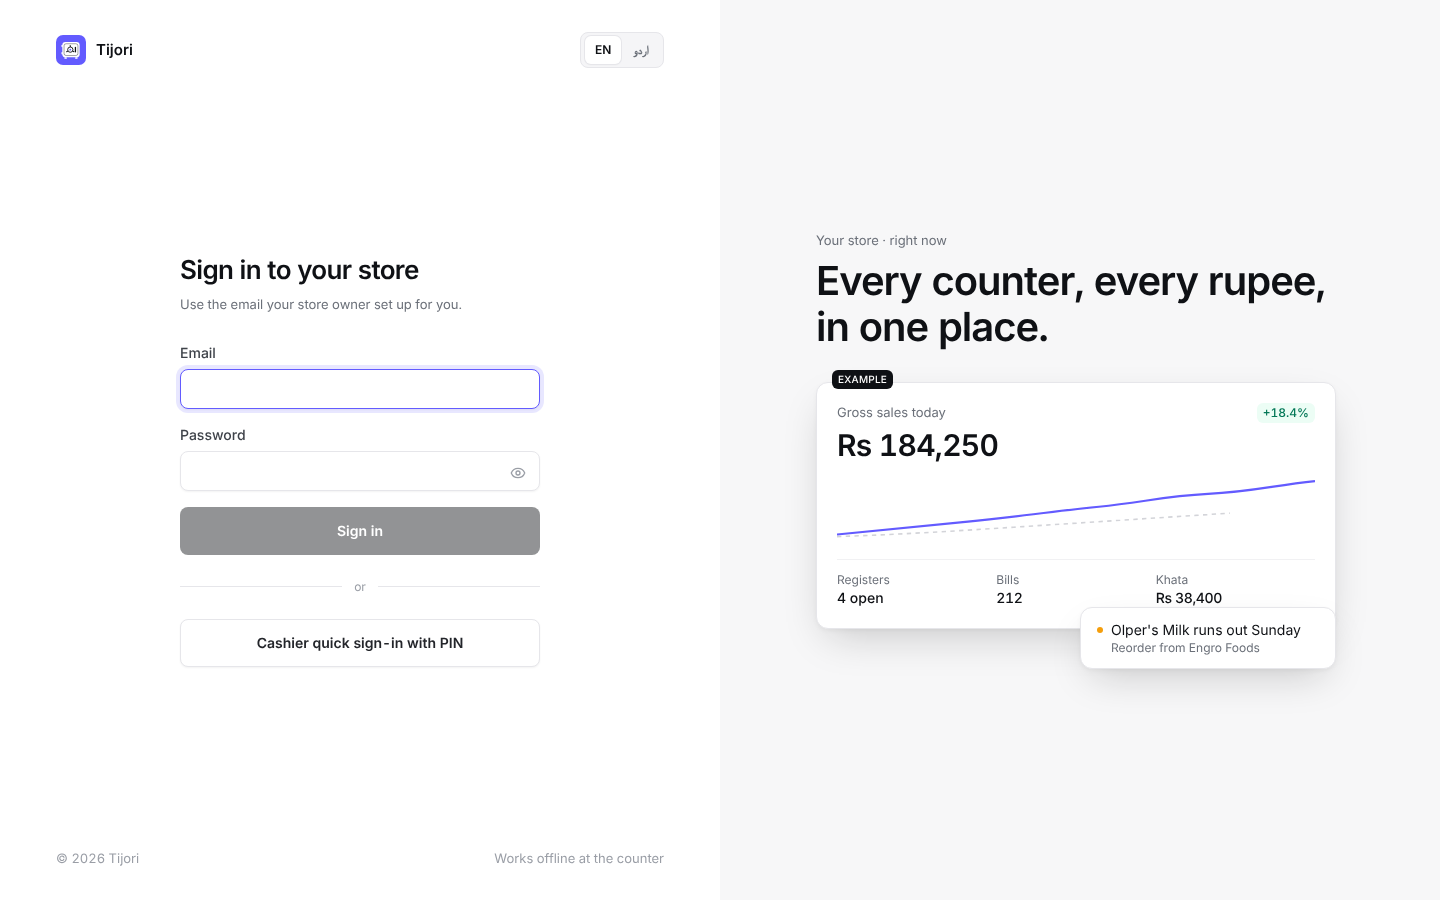 Tijori
EN
اردو
Sign in to your store
Use the email your store owner set up for you.
Email
Password
Sign in
or
Cashier quick sign-in with PIN
© 2026 Tijori
Works offline at the counter
Your store · right now
Every counter, every rupee,
in one place.
EXAMPLE
Gross sales today
+18.4%
Rs 184,250
Registers
4 open
Bills
212
Khata
Rs 38,400
Olper's Milk runs out Sunday
Reorder from Engro Foods